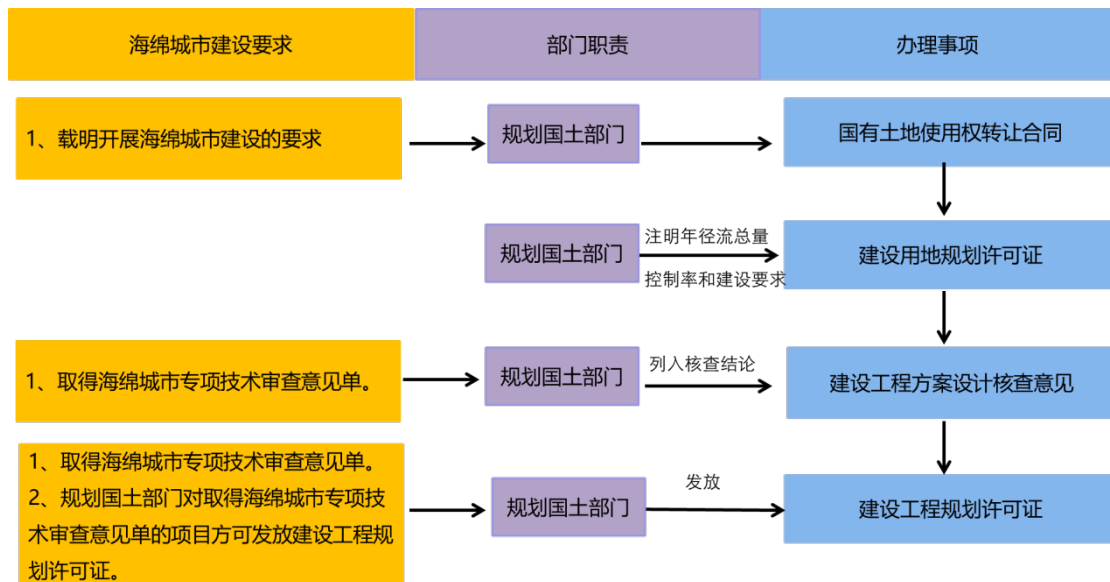 海绵城市建设要求
部门职责
办理事项
1、载明开展海绵城市建设的要求
规划国土部门
国有土地使用权转让合同
规划国土部门
注明年径流总量
控制率和建设要求
建设用地规划许可证
1、取得海绵城市专项技术审查意见单。
规划国土部门
列入核查结论
建设工程方案设计核查意见
1、取得海绵城市专项技术审查意见单。
2、规划国土部门对取得海绵城市专项技
术审查意见单的项目方可发放建设工程规
划许可证。
规划国土部门
发放
建设工程规划许可证